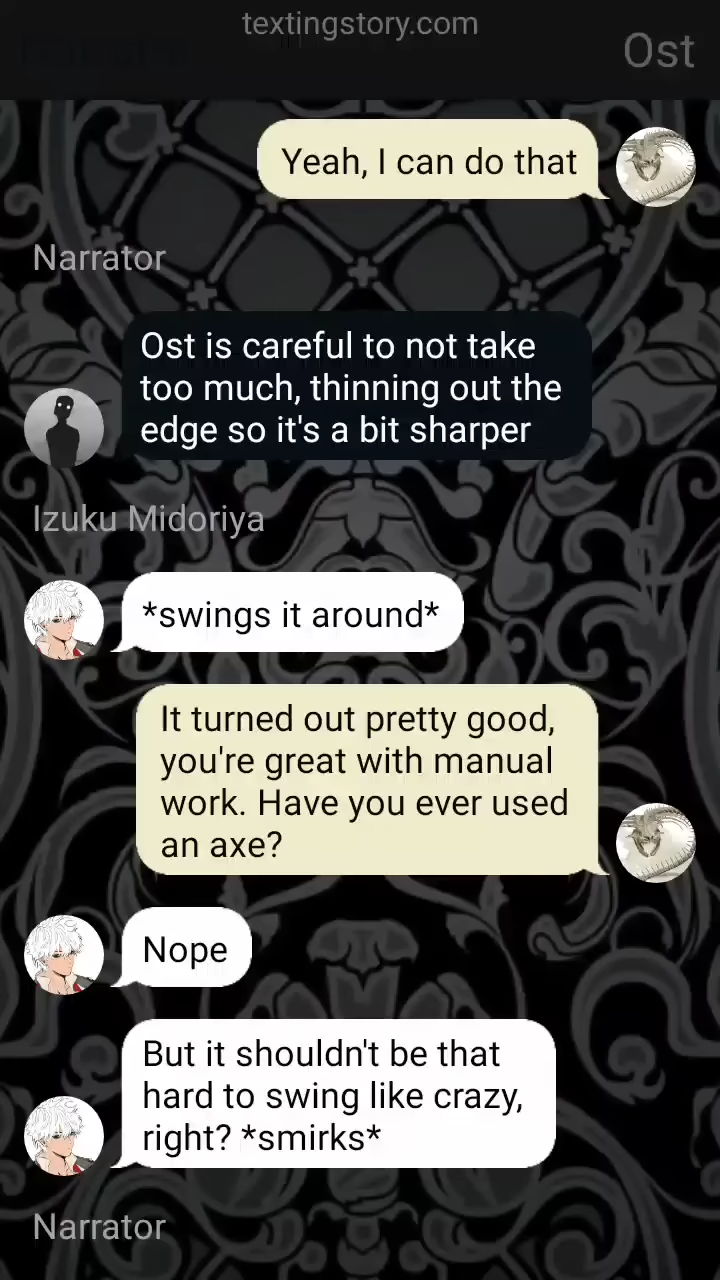 textingstory.com
Ost
Yeah, I can do that
Narrator
Ost is careful to not take
too much, thinning out the
edge so it's a bit sharper
Izuku Midoriya
*swings it around*
It turned out pretty good,
you're great with manual
work. Have you ever used
an axe?
Nope
But it shouldn't be that
hard to swing like crazy,
right? *smirks*
Narrator